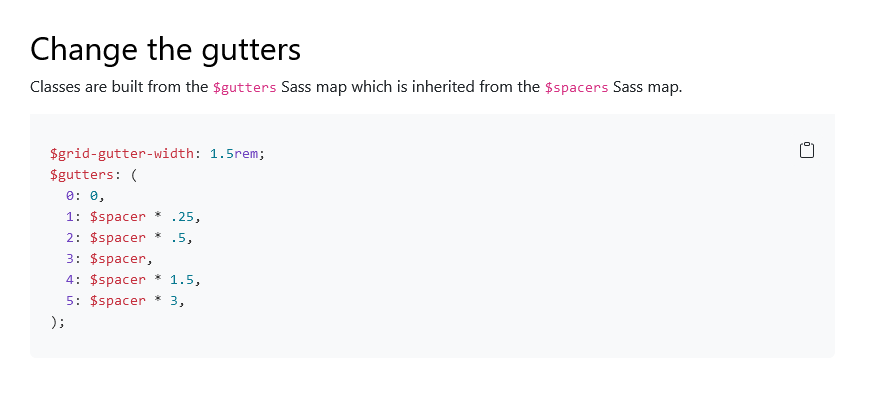 Change the gutters
Classes are built from the $gutters Sass map which is inherited from the $spacers Sass map.
$grid-gutter-width: 1.5rem;
$gutters: (
  0: 0,
  1: $spacer * .25,
  2: $spacer * .5,
  3: $spacer,
  4: $spacer * 1.5,
  5: $spacer * 3,
);